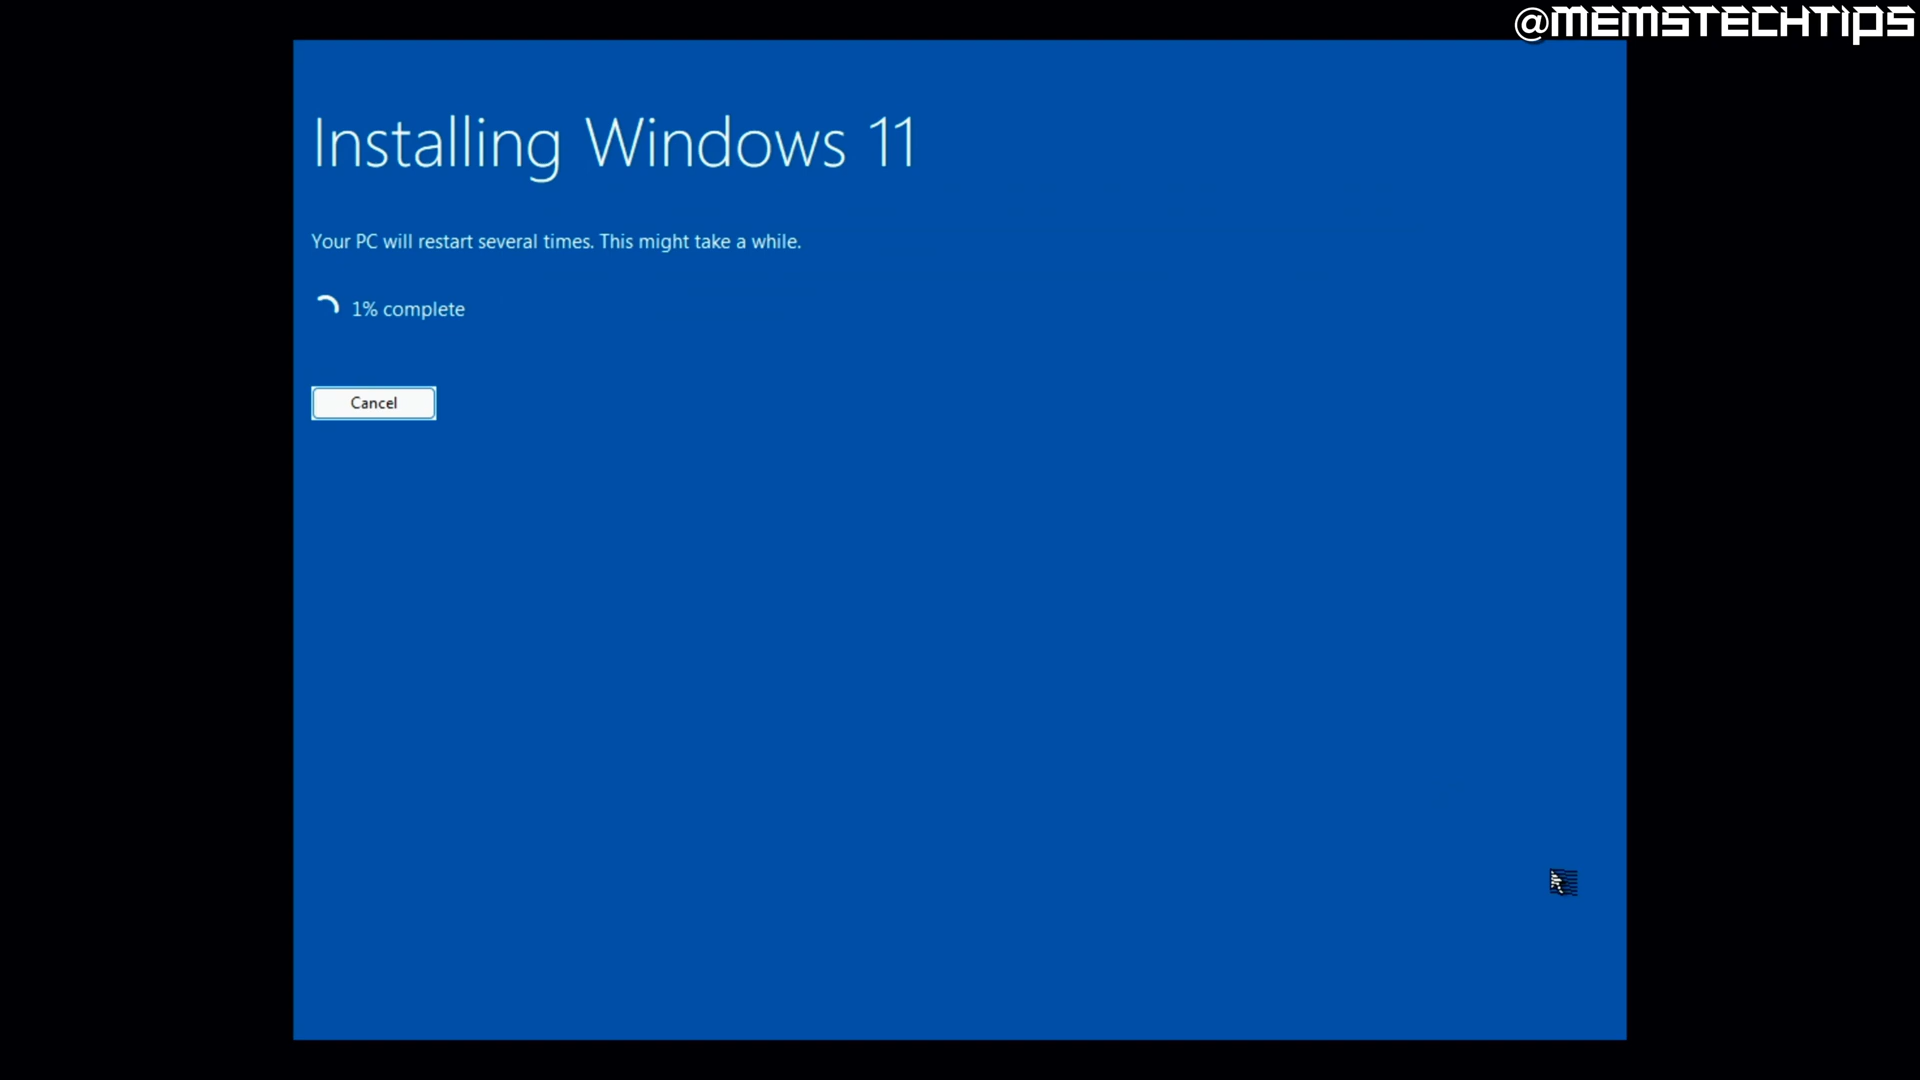 @MEMSTECHTIPS
Installing Windows 11
Your PC will restart several times. This might take a while.
1% complete
Cancel